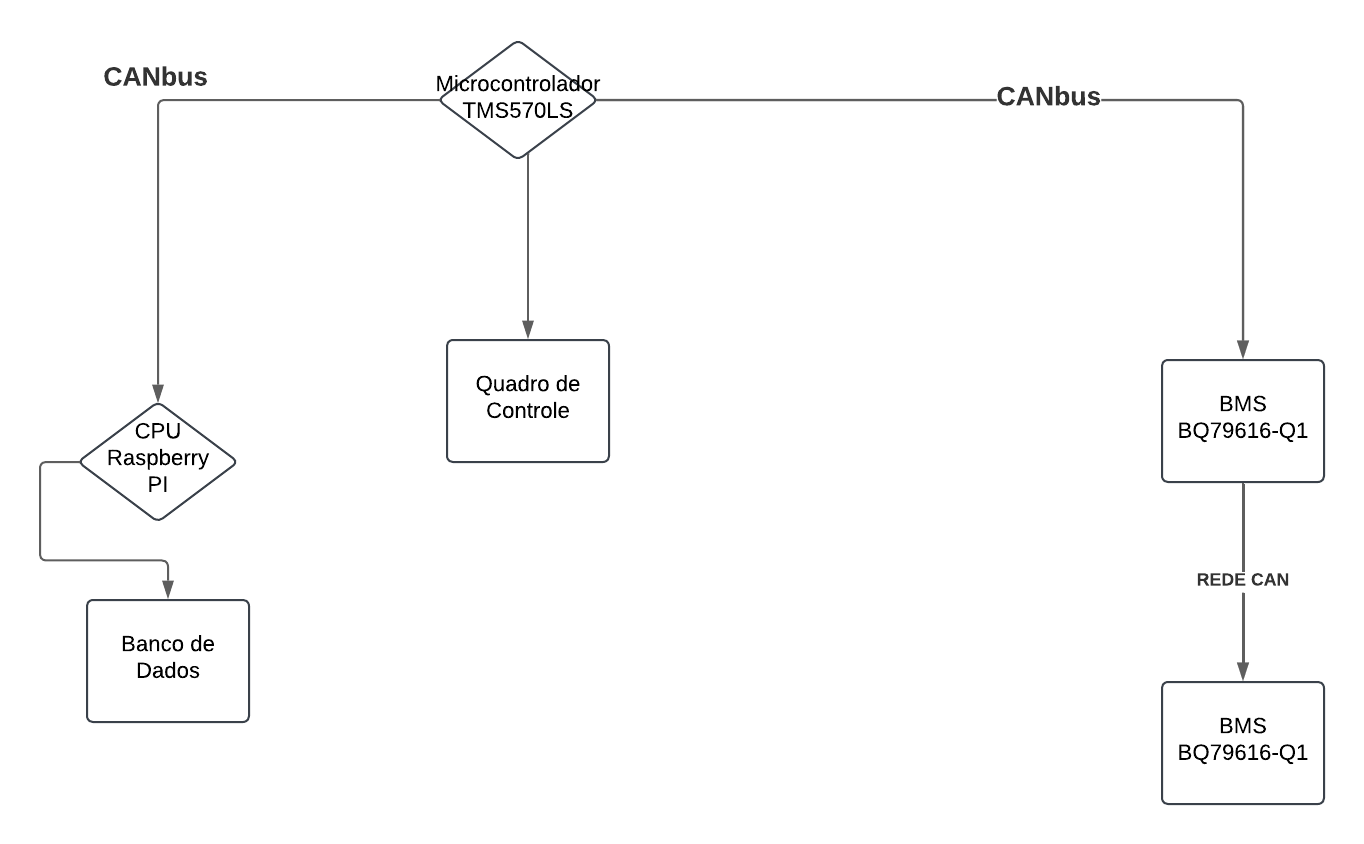 CANbus
Microcontrolador
TMS570LS
CANbus
Quadro de
Controle
BMS
BQ79616-Q1
CPU
Raspberry
PI
REDE CAN
Banco de
Dados
BMS
BQ79616-Q1